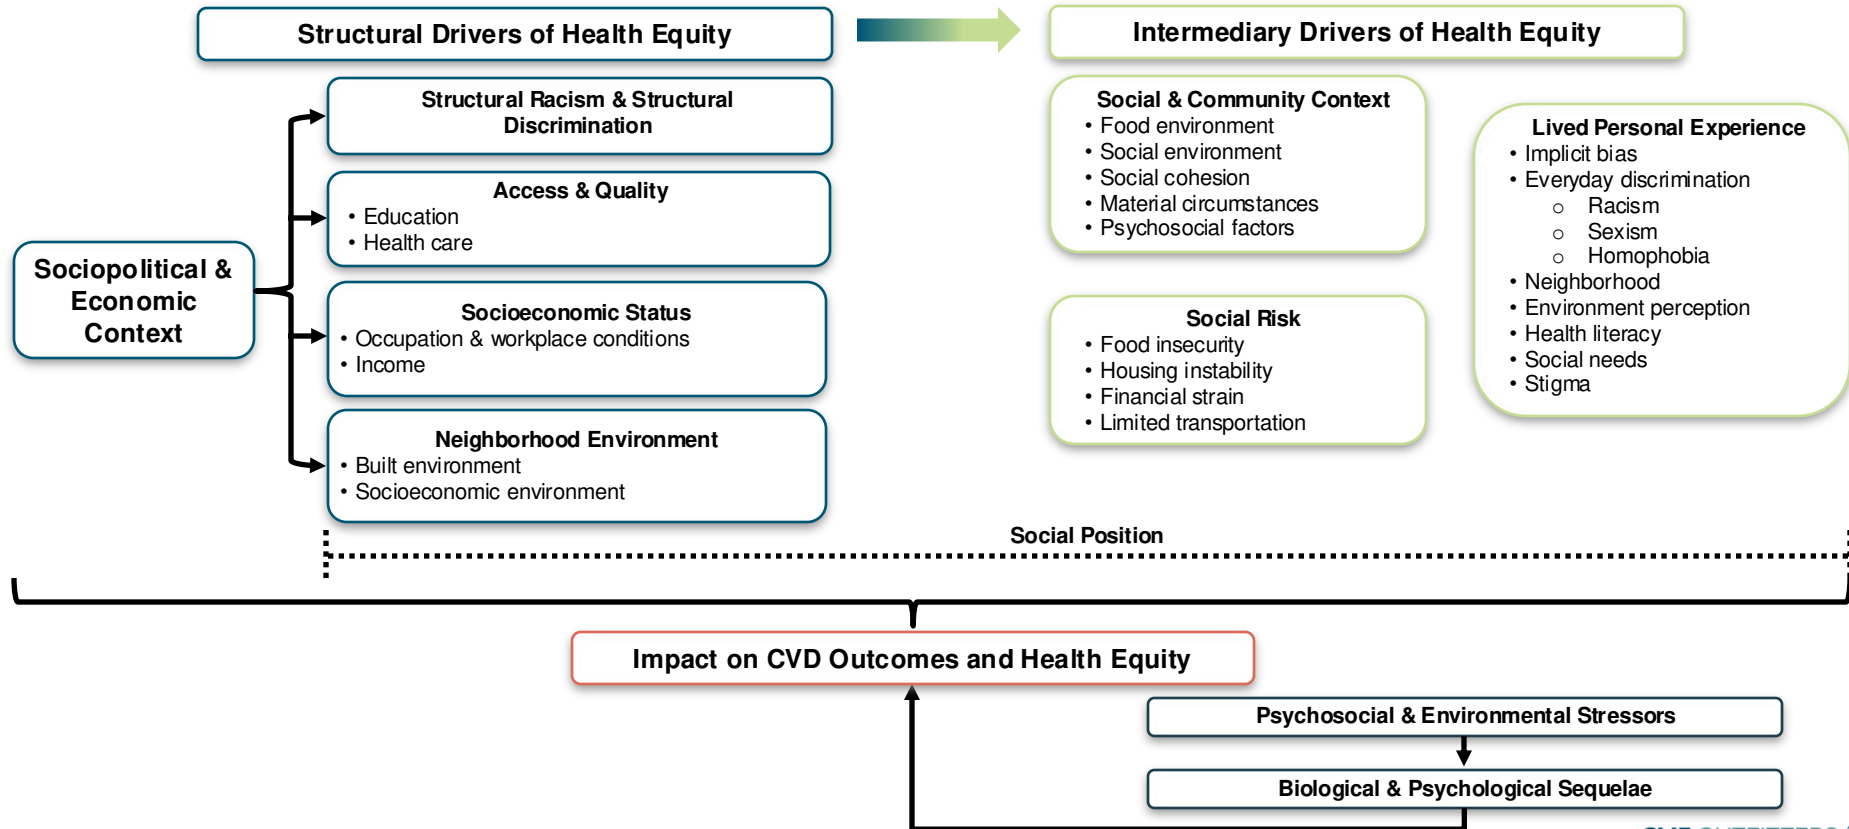 Structural Drivers of Health Equity
Intermediary Drivers of Health Equity
Sociopolitical &
Economic
Context
Structural Racism & Structural
Discrimination
Access & Quality
• Education
• Health care
Socioeconomic Status
• Occupation & workplace conditions
• Income
Neighborhood Environment
• Built environment
• Socioeconomic environment
Social & Community Context
• Food environment
• Social environment
• Social cohesion
• Material circumstances
• Psychosocial factors
Social Risk
• Food insecurity
• Housing instability
• Financial strain
• Limited transportation
Lived Personal Experience
• Implicit bias
• Everyday discrimination
o Racism
o Sexism
o Homophobia
• Neighborhood
• Environment perception
• Health literacy
• Social needs
• Stigma
Social Position
Impact on CVD Outcomes and Health Equity
Psychosocial & Environmental Stressors
Biological & Psychological Sequelae